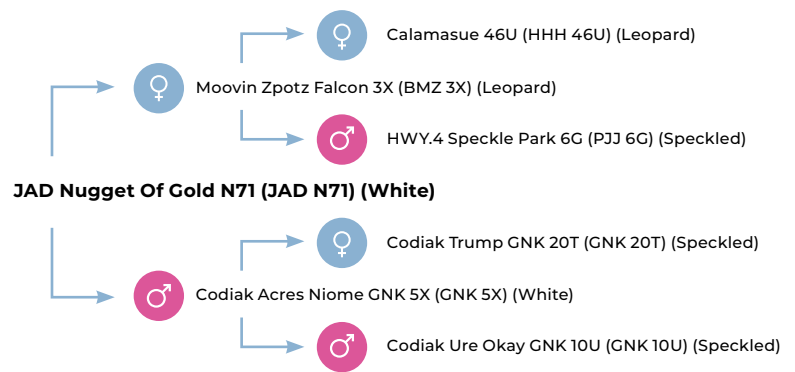 Calamasue 46U (HHH 46U) (Leopard)
Moovin Zpotz Falcon 3X (BMZ 3X) (Leopard)
HWY.4 Speckle Park 6G (PJJ 6G) (Speckled)
JAD Nugget Of Gold N71 (JAD N71) (White)
Codiak Trump GNK 20T (GNK 20T) (Speckled)
Codiak Acres Niome GNK 5X (GNK 5X) (White)
Codiak Ure Okay GNK 10U (GNK 10U) (Speckled)